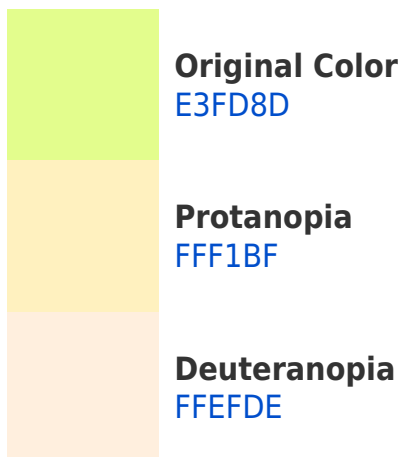 Original Color
E3FD8D
Protanopia
FFF1BF
Deuteranopia
FFEFDE